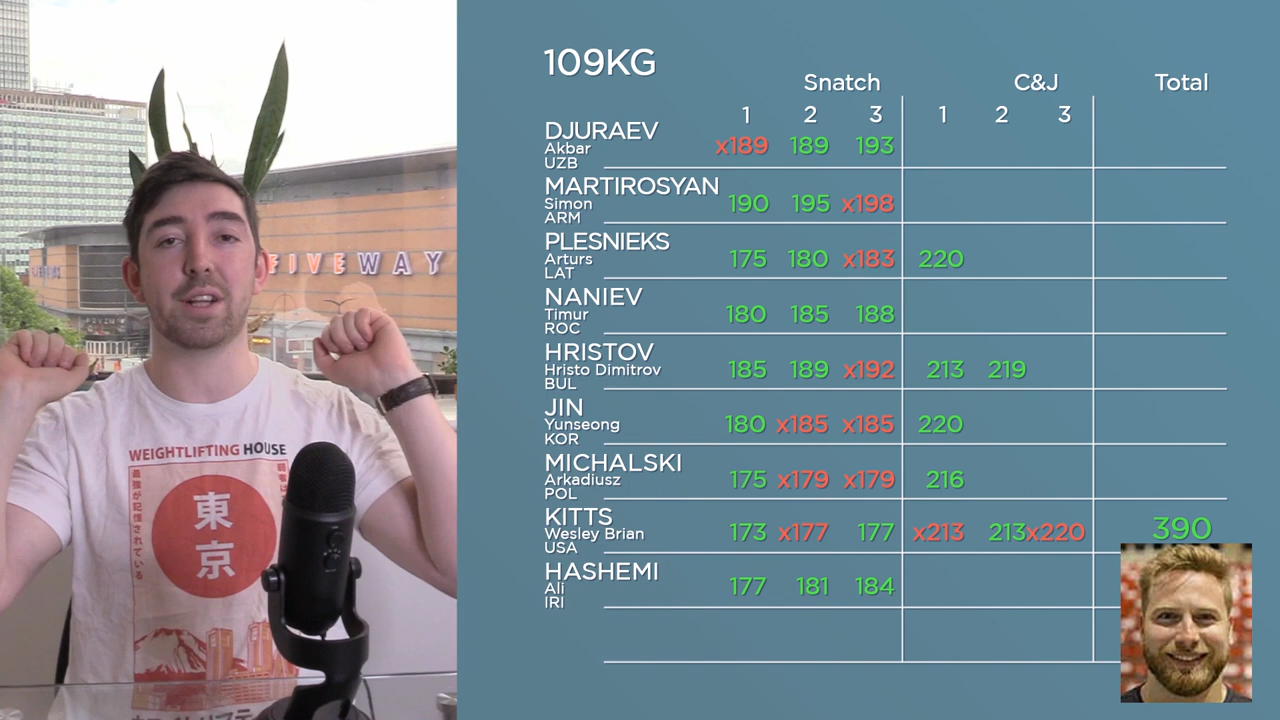 109KG
Snatch C&J Total
1 2 3 1 2 3
DJURAEV
Akbar
UZB
x189 189 193
MARTIROSYAN
Simon
ARM
190 195 x198
PLESNIEKS
Arturs
LAT
175 180 x183 220
NANIEV
Timur
ROC
180 185 188
HRISTOV
Hristo Dimitrov
BUL
185 189 x192 213 219
JIN
Yunseong
KOR
180 x185 x185 220
MICHALSKI
Arkadiusz
POL
175 x179 x179 216
KITTS
Wesley Brian
USA
173 x177 177 x213 213 x220 390
HASHEMI
Ali
IRI
177 181 184
FIVEWAY
WEIGHTLIFTING HOUSE
東
京